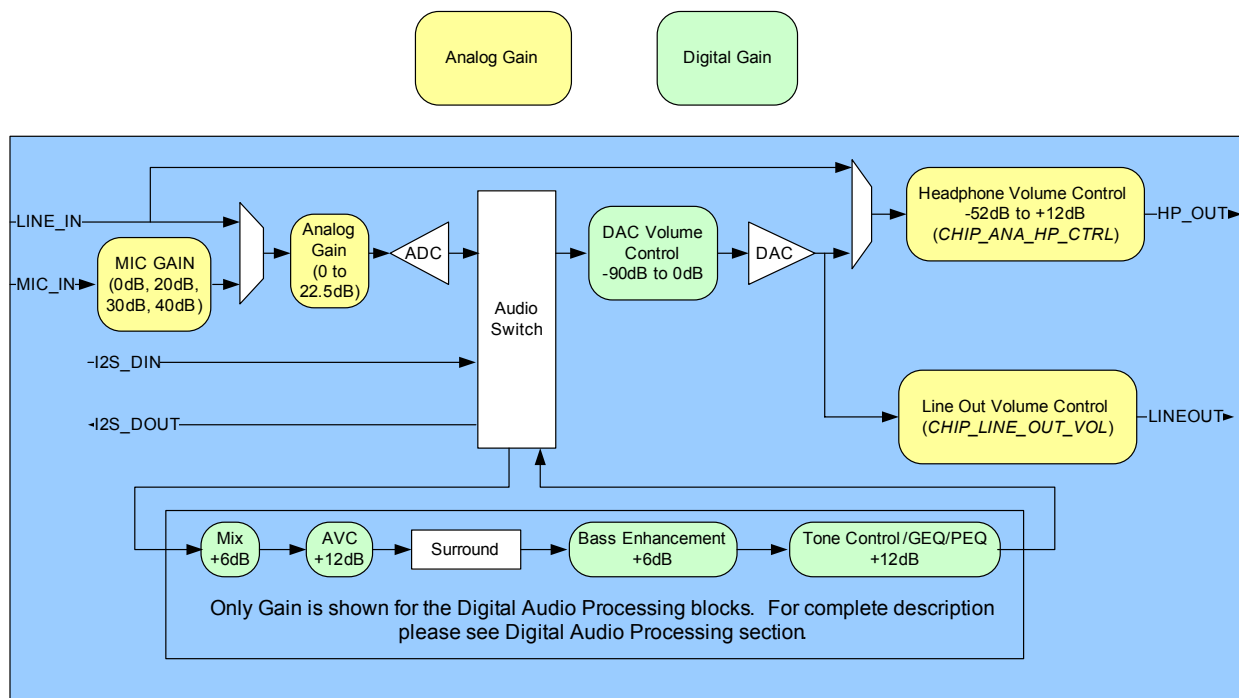 Analog Gain
Digital Gain
LINE_IN
MIC_IN
MIC GAIN
(0dB, 20dB,
30dB, 40dB)
Analog
Gain
(0 to
22.5dB)
ADC
Audio
Switch
DAC Volume
Control
-90dB to 0dB
DAC
Headphone Volume Control
-52dB to +12dB
(CHIP_ANA_HP_CTRL)
HP_OUT
I2S_DIN
I2S_DOUT
Line Out Volume Control
(CHIP_LINE_OUT_VOL)
LINEOUT
Mix
+6dB
AVC
+12dB
Surround
Bass Enhancement
+6dB
Tone Control/GEQ/PEQ
+12dB
Only Gain is shown for the Digital Audio Processing blocks. For complete description
please see Digital Audio Processing section.